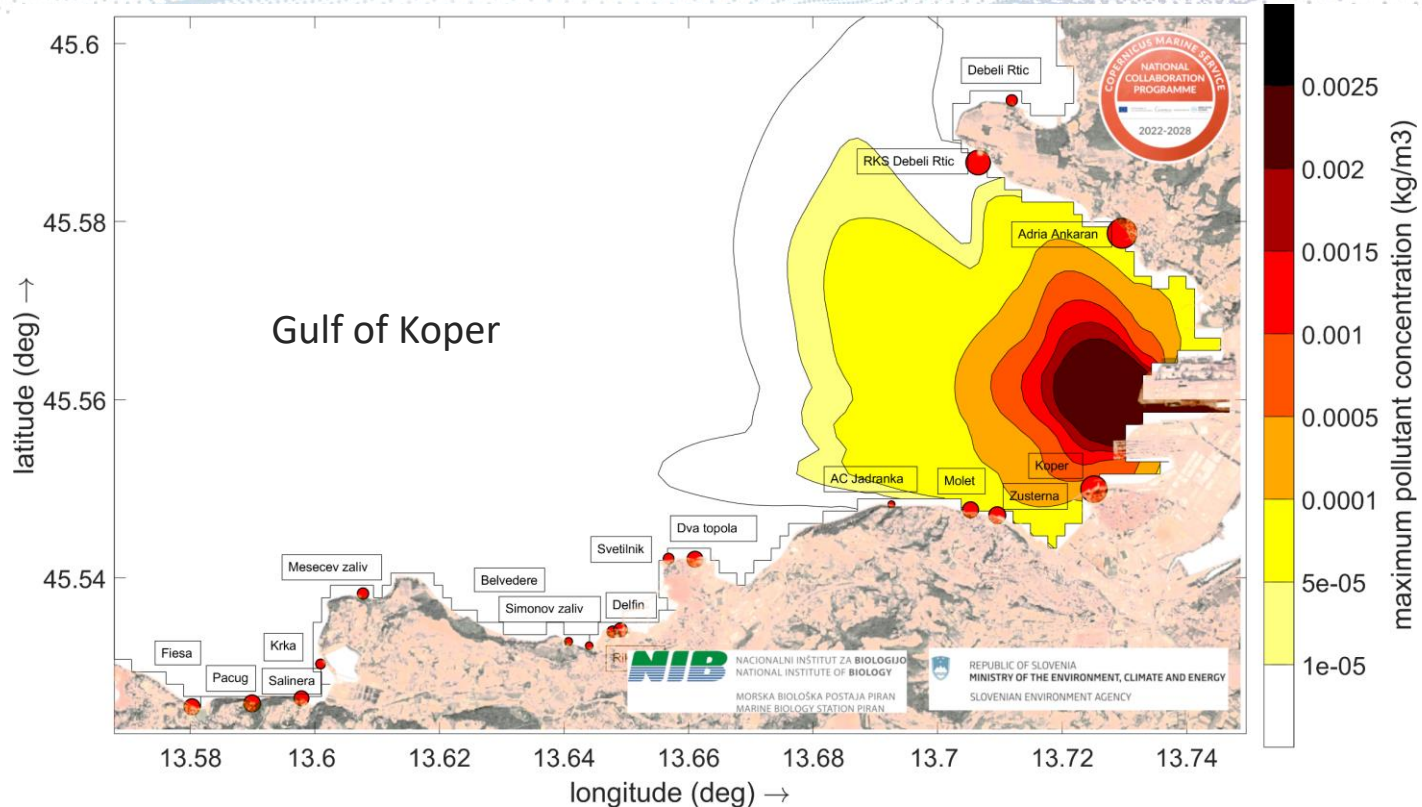 45.6
45.58
45.56
45.54
latitude (deg) →
13.58
13.6
13.62
13.64
13.66
13.68
13.7
13.72
13.74
longitude (deg) →
Gulf of Koper
Debeli Rtic
RKS Debeli Rtic
Adria Ankaran
Koper
AC Jadranka
Molet
Zusterna
Dva topola
Svetilnik
Mesecev zaliv
Belvedere
Simonov zaliv
Delfin
Krka
Fiesa
Pacug
Salinera
COPERNICUS MARINE SERVICE
NATIONAL
COLLABORATION
PROGRAMME
2022-2028
NIB
NACIONALNI INŠTITUT ZA BIOLOGIJO
NATIONAL INSTITUTE OF BIOLOGY
MORSKA BIOLOŠKA POSTAJA PIRAN
MARINE BIOLOGY STATION PIRAN
REPUBLIC OF SLOVENIA
MINISTRY OF THE ENVIRONMENT, CLIMATE AND ENERGY
SLOVENIAN ENVIRONMENT AGENCY
0.0025
0.002
0.0015
0.001
0.0005
0.0001
5e-05
1e-05
maximum pollutant concentration (kg/m3)